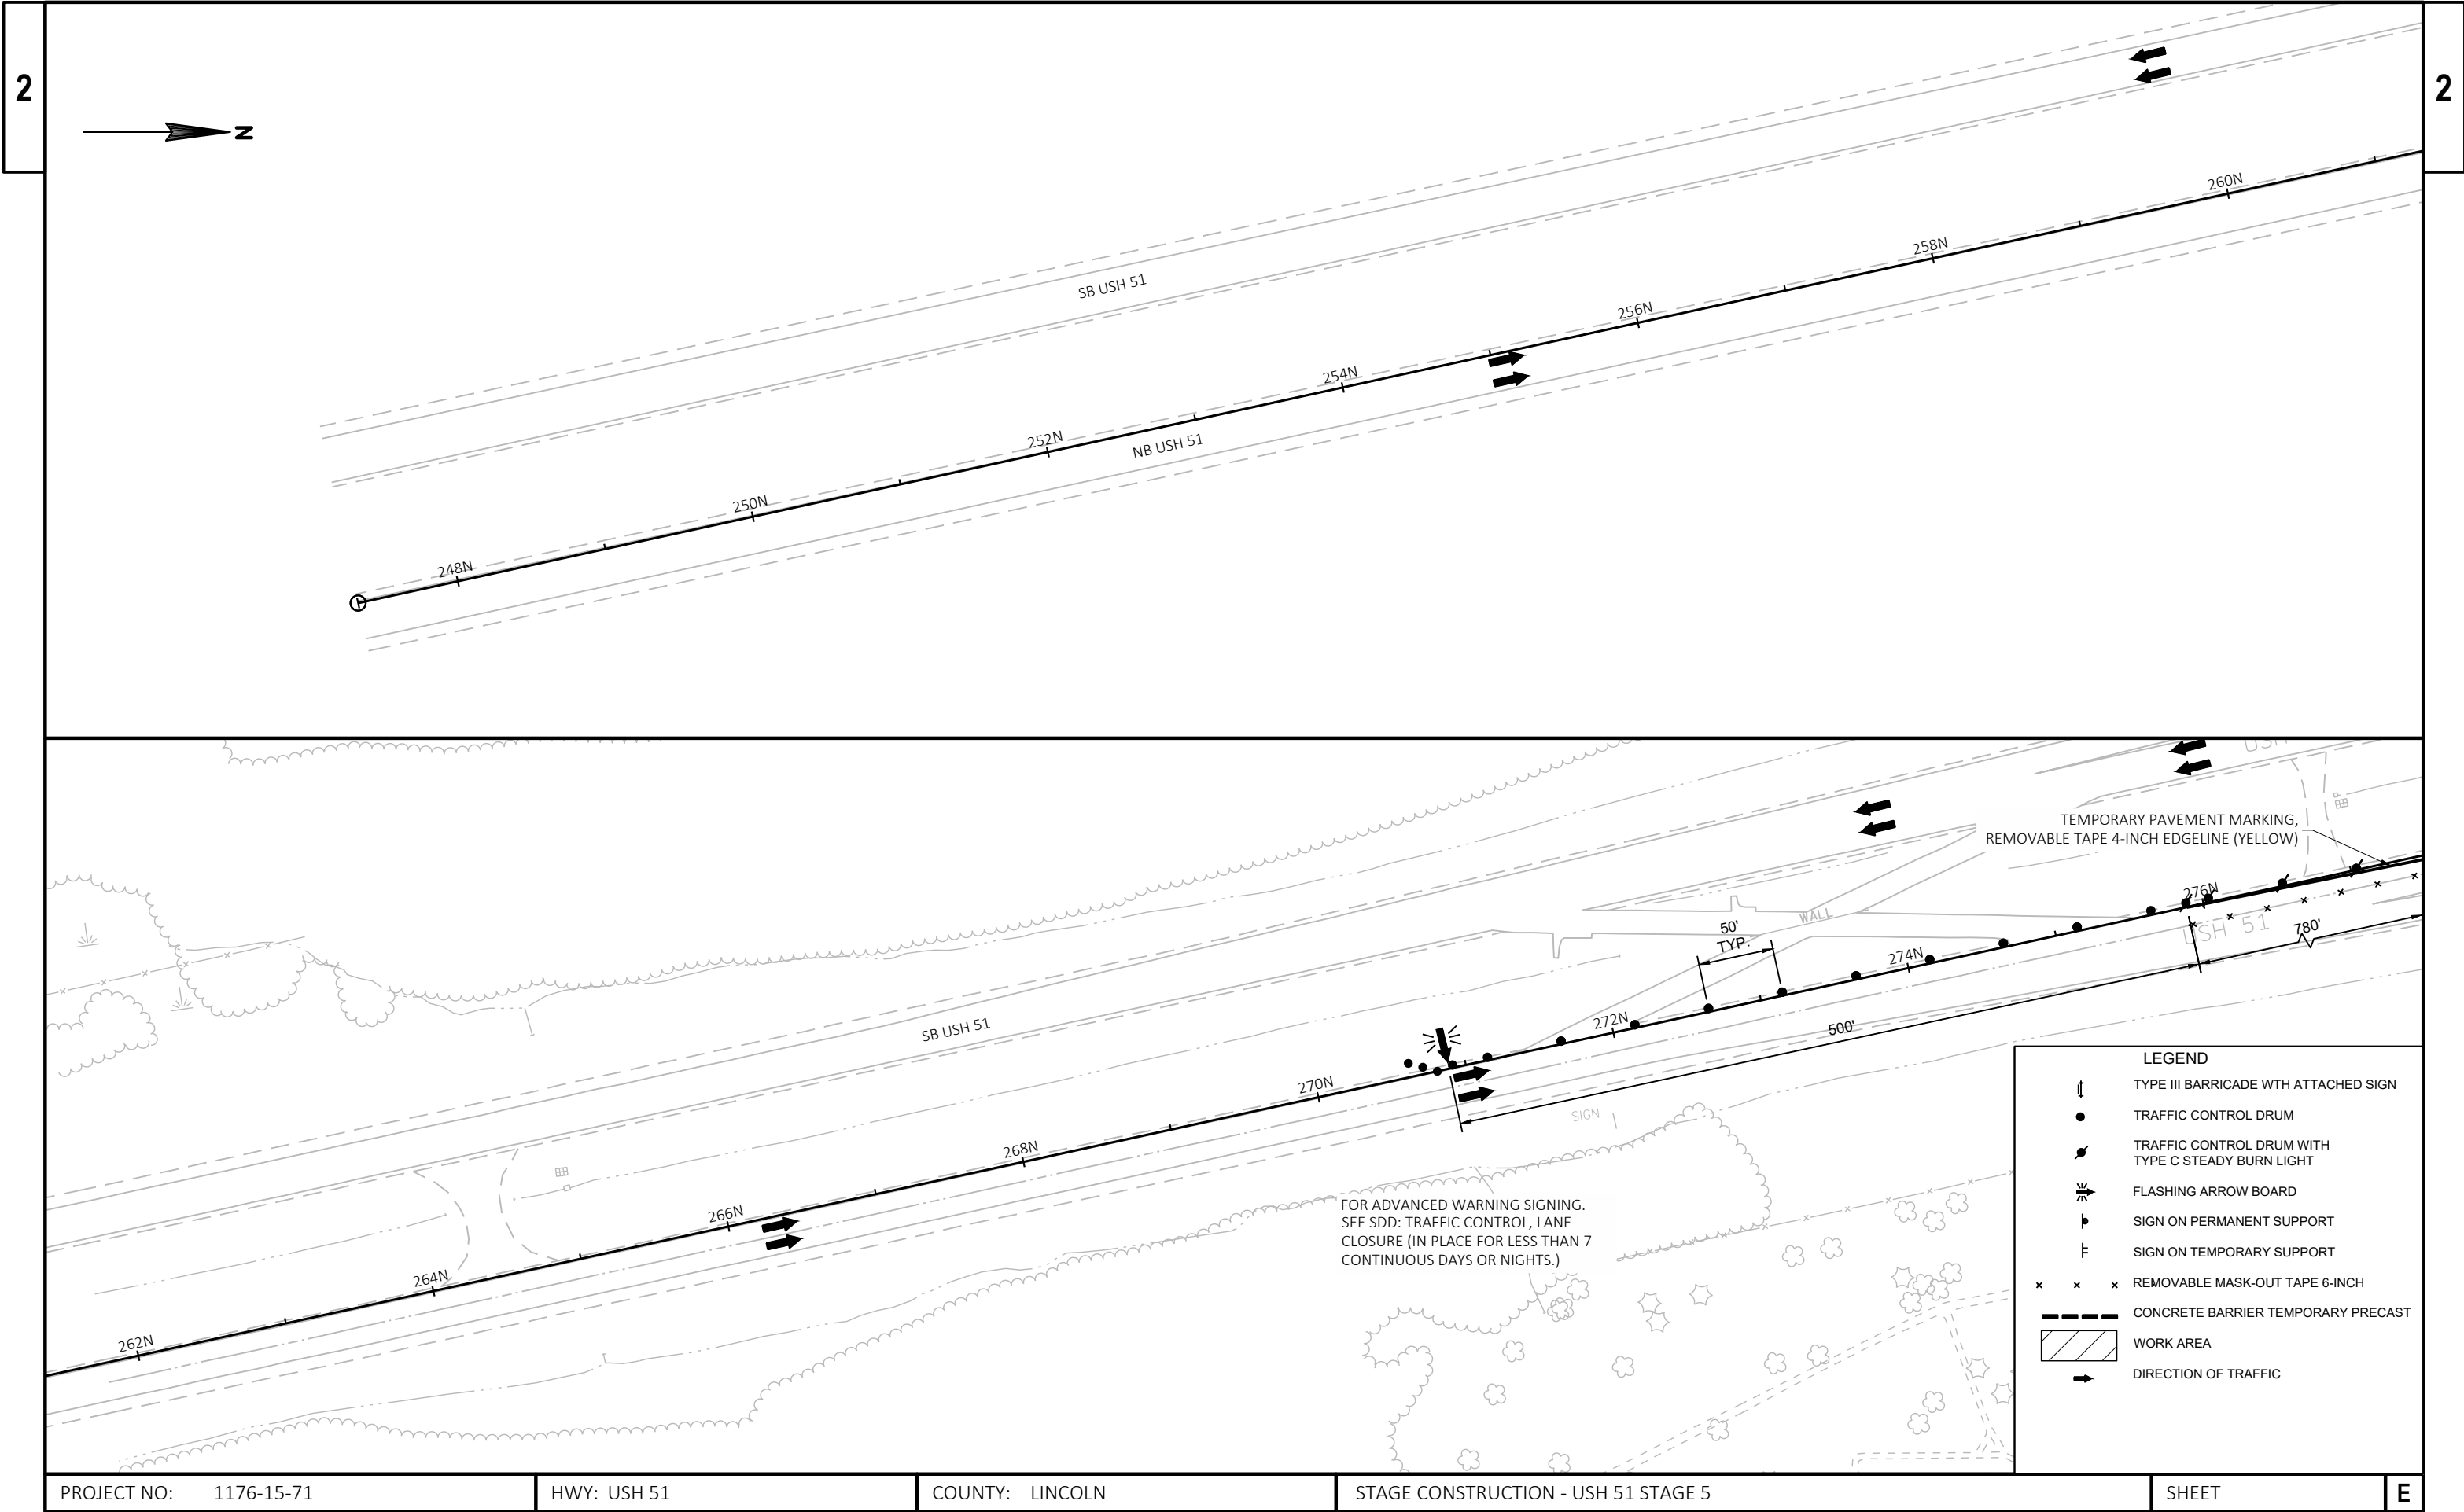 2
2
N
SB USH 51
NB USH 51
248N
250N
252N
254N
256N
258N
260N
USH
TEMPORARY PAVEMENT MARKING,
REMOVABLE TAPE 4-INCH EDGELINE (YELLOW)
WALL
50'
TYP.
276N
USH 51
780'
274N
272N
500'
SB USH 51
270N
SIGN
268N
266N
264N
262N
FOR ADVANCED WARNING SIGNING.
SEE SDD: TRAFFIC CONTROL, LANE
CLOSURE (IN PLACE FOR LESS THAN 7
CONTINUOUS DAYS OR NIGHTS.)
LEGEND
TYPE III BARRICADE WTH ATTACHED SIGN
TRAFFIC CONTROL DRUM
TRAFFIC CONTROL DRUM WITH
TYPE C STEADY BURN LIGHT
FLASHING ARROW BOARD
SIGN ON PERMANENT SUPPORT
SIGN ON TEMPORARY SUPPORT
REMOVABLE MASK-OUT TAPE 6-INCH
CONCRETE BARRIER TEMPORARY PRECAST
WORK AREA
DIRECTION OF TRAFFIC
PROJECT NO: 1176-15-71
HWY: USH 51
COUNTY: LINCOLN
STAGE CONSTRUCTION - USH 51 STAGE 5
SHEET
E